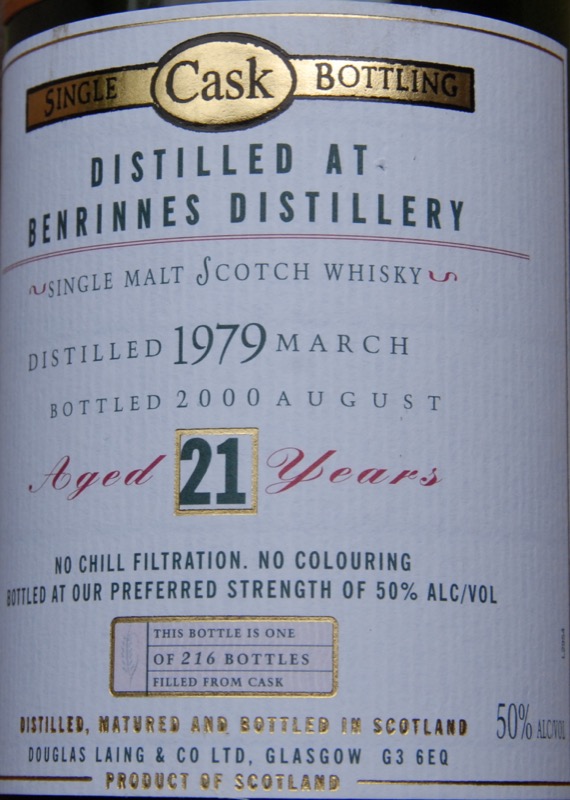 SINGLE Cask BOTTLING
DISTILLED AT
BENRINNES DISTILLERY
SINGLE MALT SCOTCH WHISKY
DISTILLED 1979 MARCH
BOTTLED 2000 AUGUST
Aged 21 Years
NO CHILL FILTRATION. NO COLOURING
BOTTLED AT OUR PREFERRED STRENGTH OF 50% ALC/VOL
THIS BOTTLE IS ONE
OF 216 BOTTLES
FILLED FROM CASK
DISTILLED, MATURED AND BOTTLED IN SCOTLAND
50% ALC/VOL
DOUGLAS LAING & CO LTD, GLASGOW G3 6EQ
PRODUCT OF SCOTLAND